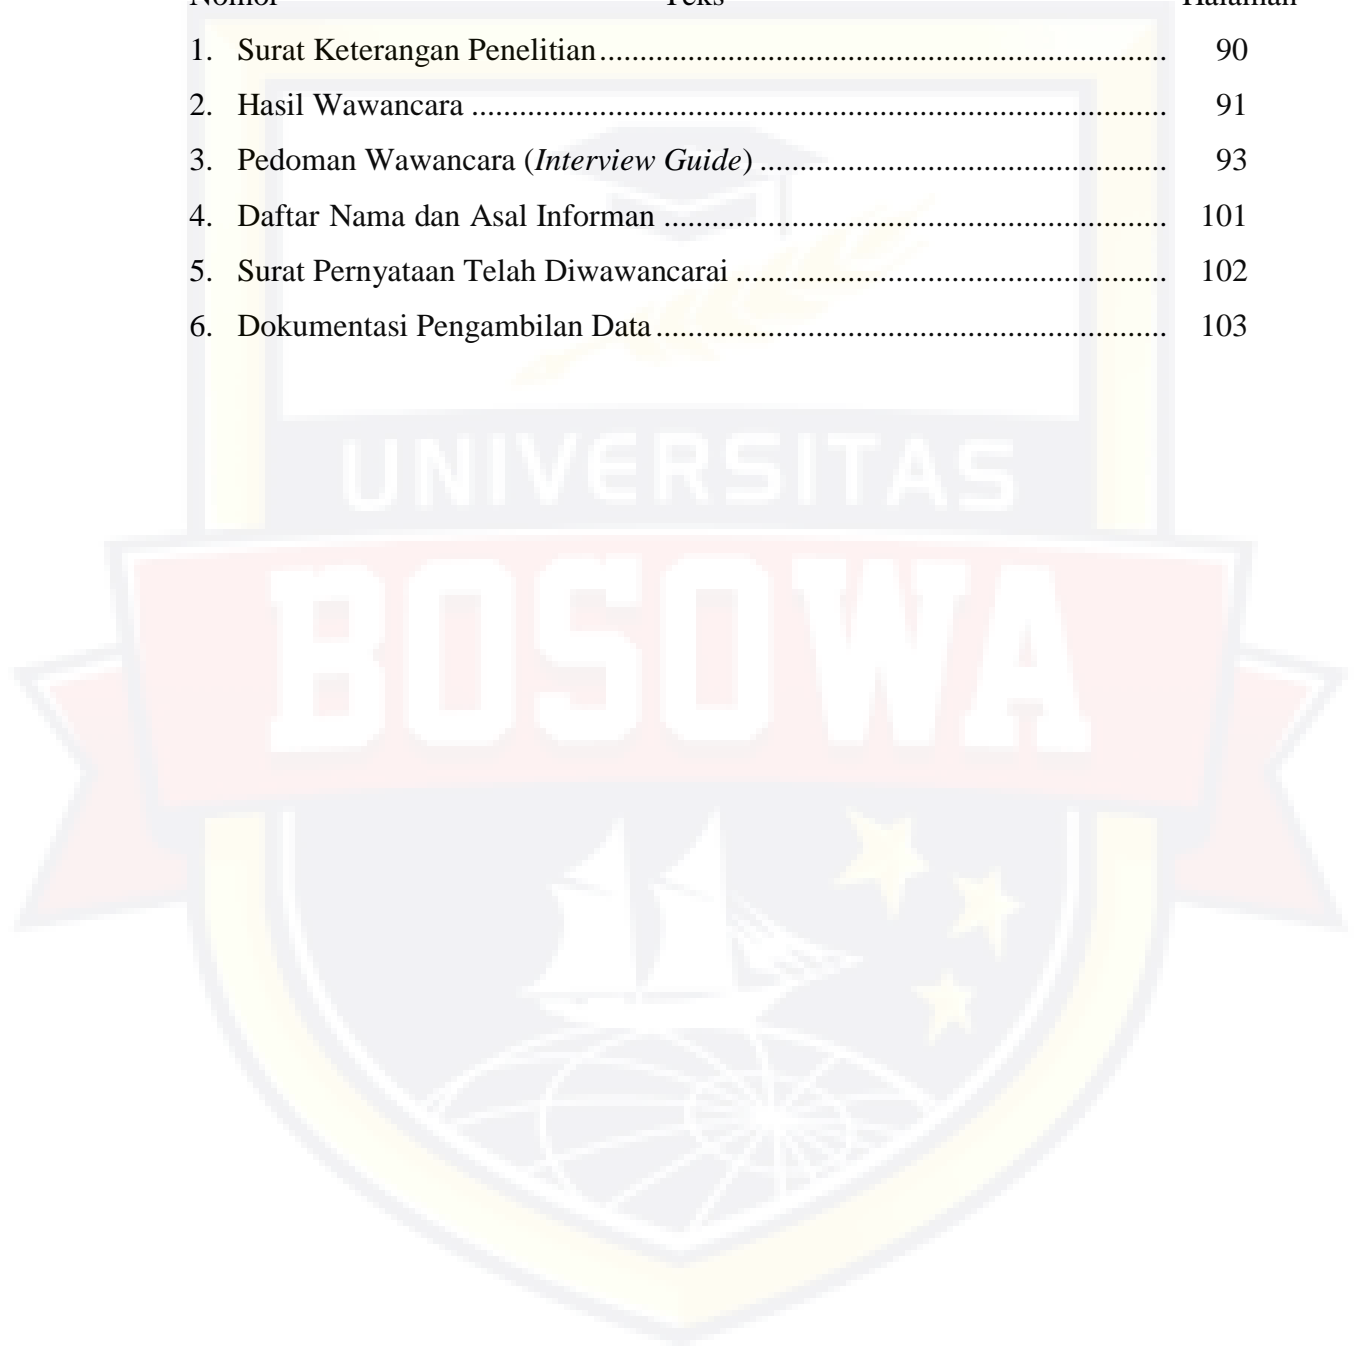 Nomor Teks Halaman
1. Surat Keterangan Penelitian........................................................................ 90
2. Hasil Wawancara ....................................................................................... 91
3. Pedoman Wawancara (Interview Guide) ................................................... 93
4. Daftar Nama dan Asal Informan ............................................................... 101
5. Surat Pernyataan Telah Diwawancarai ...................................................... 102
6. Dokumentasi Pengambilan Data................................................................ 103
UNIVERSITAS
BOSOWA